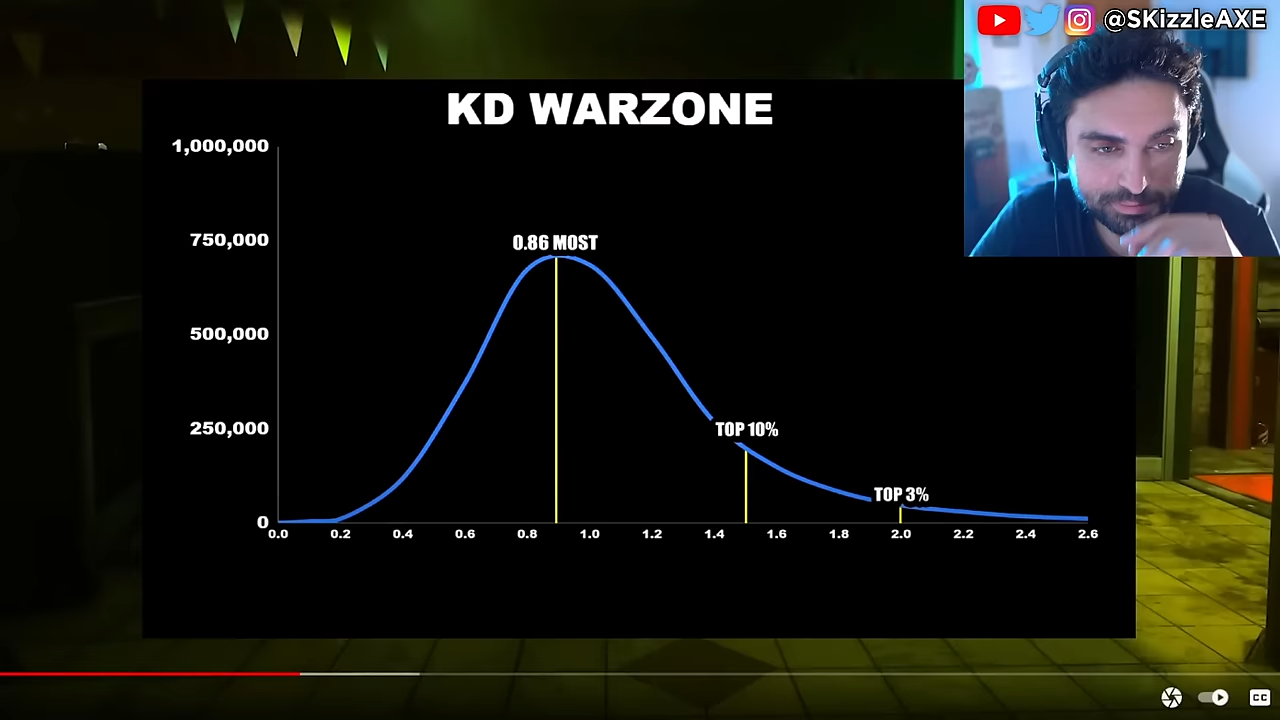 @SKizzleAXE
KD WARZONE
1,000,000
750,000
0.86 MOST
500,000
250,000
TOP 10%
TOP 3%
0
0.0 0.2 0.4 0.6 0.8 1.0 1.2 1.4 1.6 1.8 2.0 2.2 2.4 2.6
CC